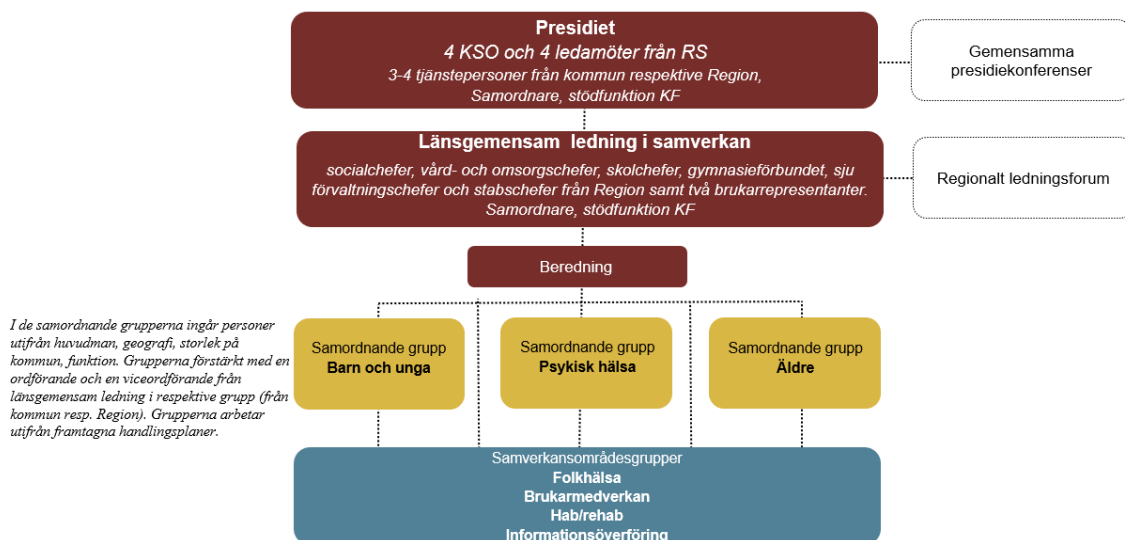 Presidiet
4 KSO och 4 ledamöter från RS
3-4 tjänstepersoner från kommun respektive Region,
Samordnare, stödfunktion KF
Gemensamma
presidiekonferenser
Länsgemensam ledning i samverkan
socialchefer, vård- och omsorgschefer, skolchefer, gymnasieförbundet, sju
förvaltningschefer och stabschefer från Region samt två brukarrepresentanter.
Samordnare, stödfunktion KF
Regionalt ledningsforum
Beredning
I de samordnande grupperna ingår personer
utifrån huvudman, geografi, storlek på
kommun, funktion. Grupperna förstärkt med en
ordförande och en viceordförande från
länsgemensam ledning i respektive grupp (från
kommun resp. Region). Grupperna arbetar
utifrån framtagna handlingsplaner.
Samordnande grupp
Barn och unga
Samordnande grupp
Psykisk hälsa
Samordnande grupp
Äldre
Samverkansområdesgrupper
Folkhälsa
Brukarmedverkan
Hab/rehab
Informationsöverföring